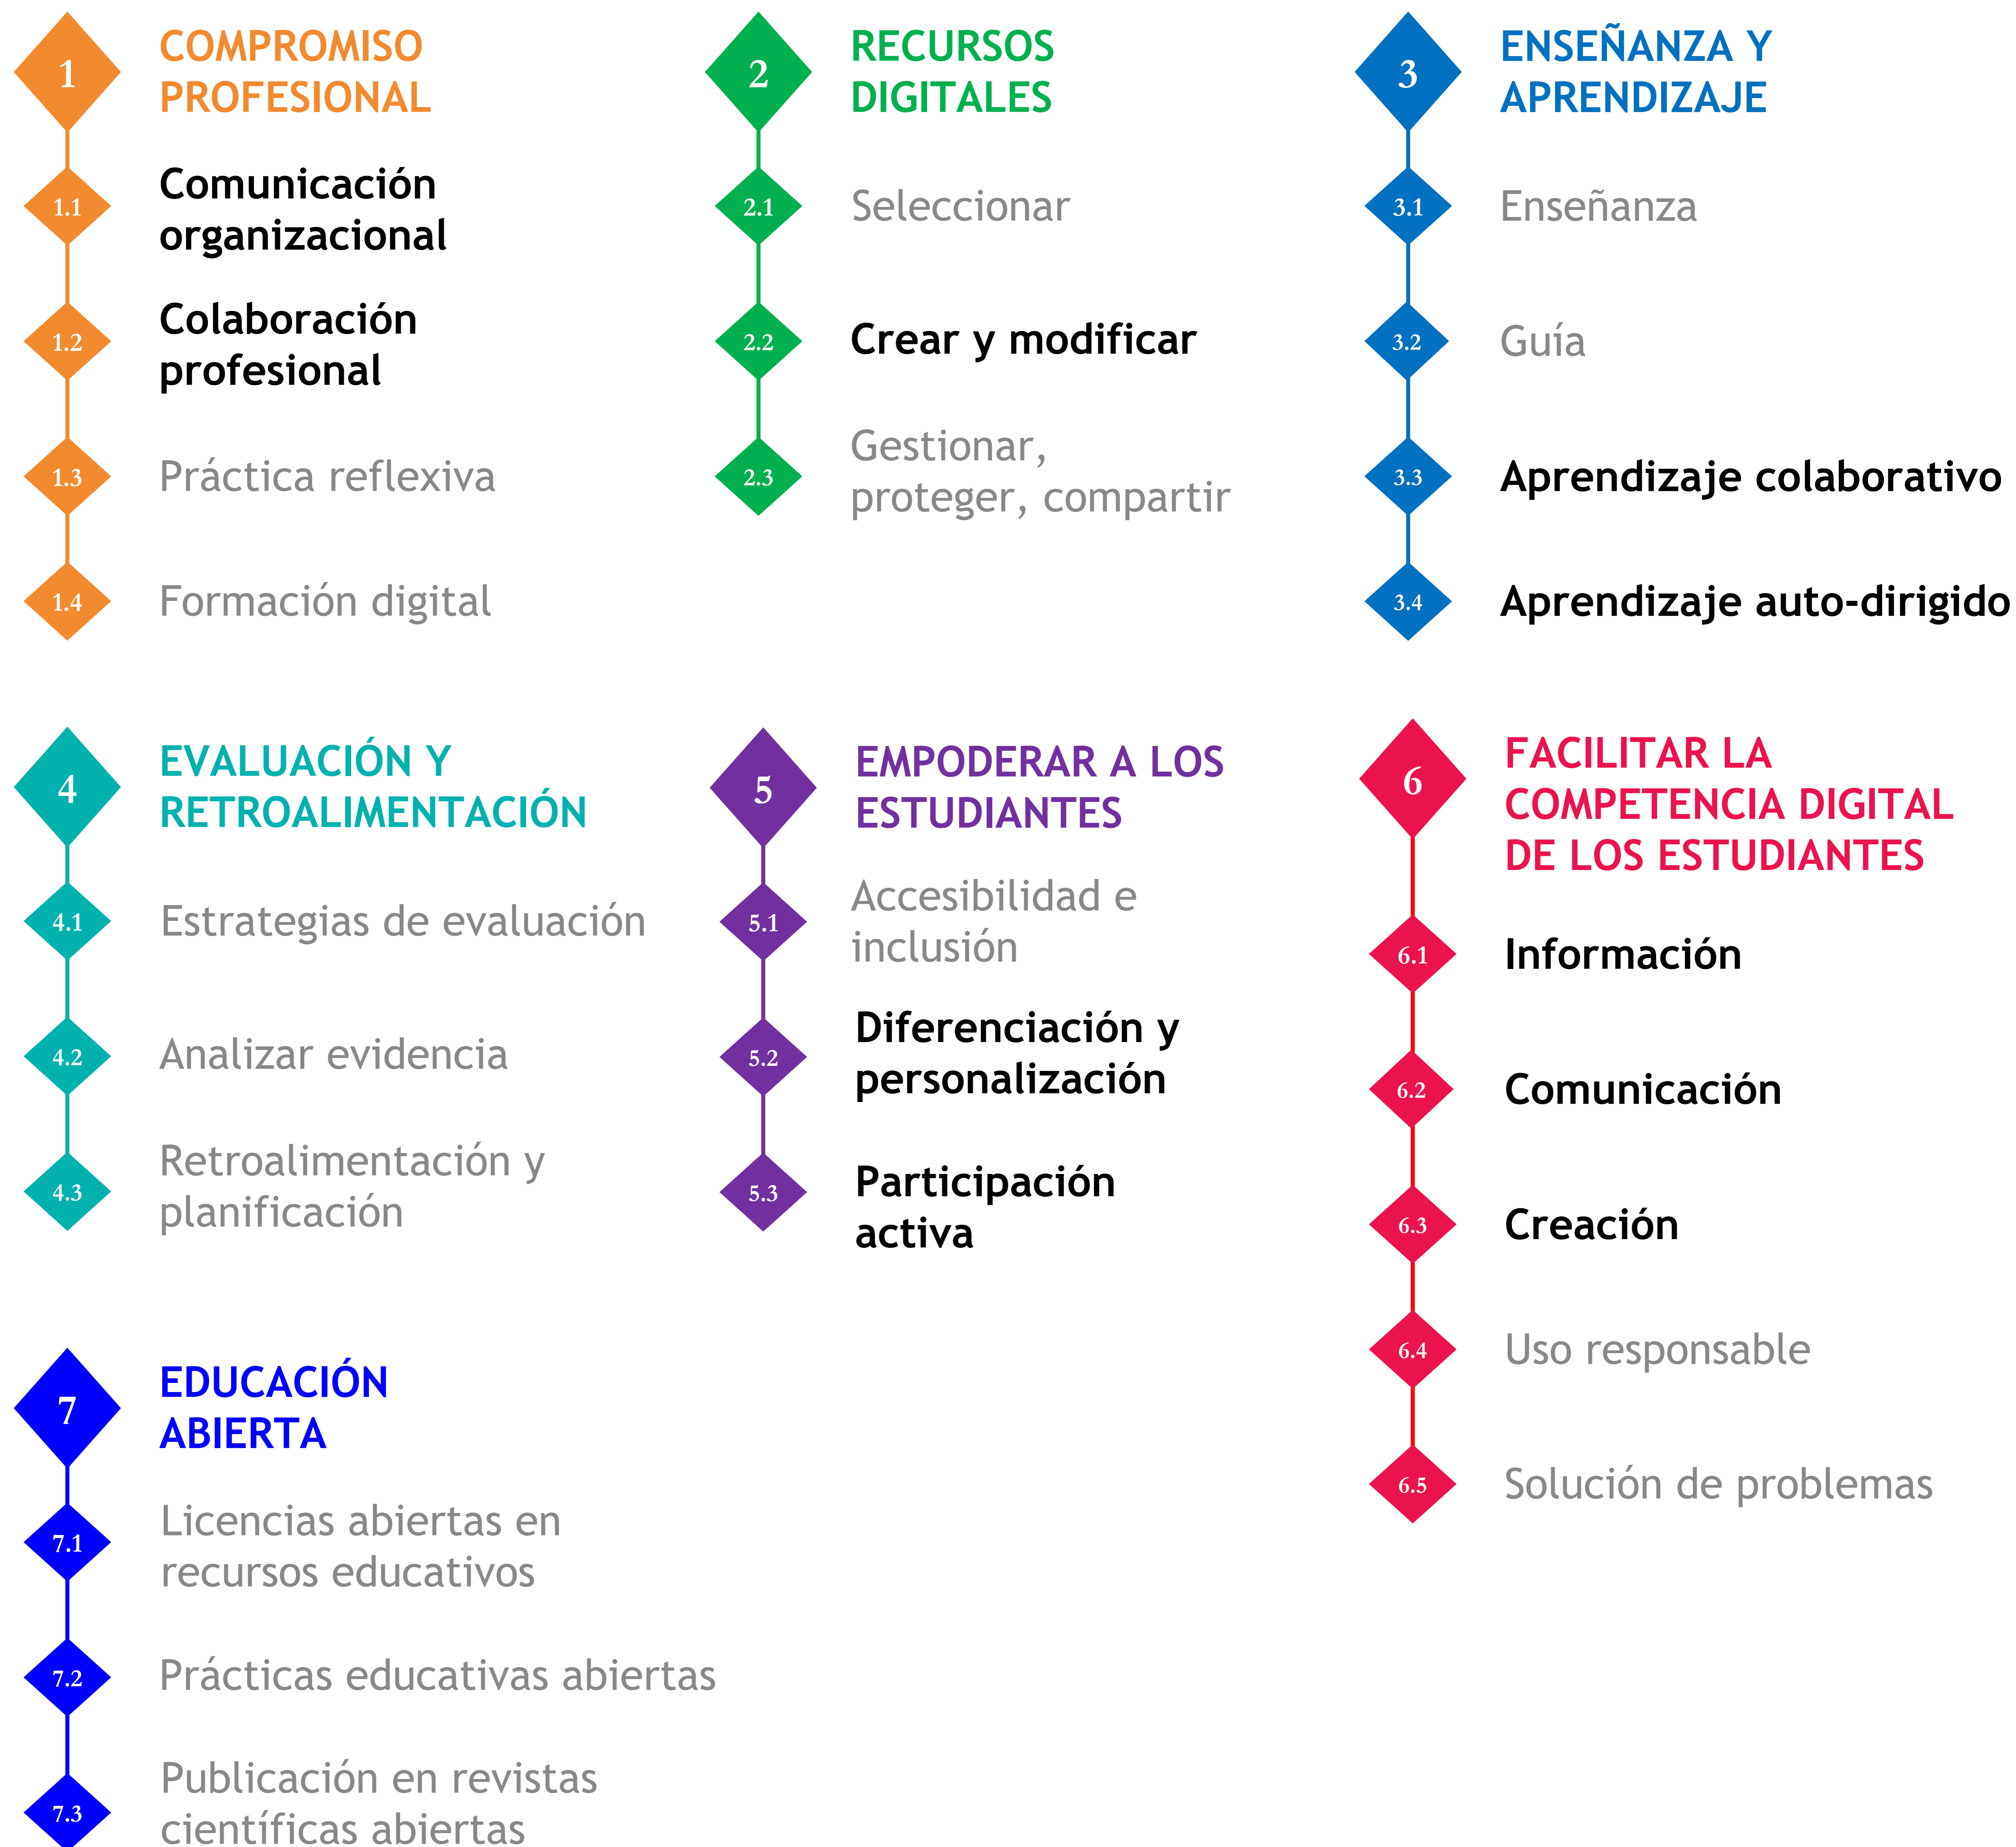 1
COMPROMISO
PROFESIONAL
1.1
Comunicación
organizacional
1.2
Colaboración
profesional
1.3
Práctica reflexiva
1.4
Formación digital
2
RECURSOS
DIGITALES
2.1
Seleccionar
2.2
Crear y modificar
2.3
Gestionar,
proteger, compartir
3
ENSEÑANZA Y
APRENDIZAJE
3.1
Enseñanza
3.2
Guía
3.3
Aprendizaje colaborativo
3.4
Aprendizaje auto-dirigido
4
EVALUACIÓN Y
RETROALIMENTACIÓN
4.1
Estrategias de evaluación
4.2
Analizar evidencia
4.3
Retroalimentación y
planificación
5
EMPODERAR A LOS
ESTUDIANTES
5.1
Accesibilidad e
inclusión
5.2
Diferenciación y
personalización
5.3
Participación
activa
6
FACILITAR LA
COMPETENCIA DIGITAL
DE LOS ESTUDIANTES
6.1
Información
6.2
Comunicación
6.3
Creación
6.4
Uso responsable
6.5
Solución de problemas
7
EDUCACIÓN
ABIERTA
7.1
Licencias abiertas en
recursos educativos
7.2
Prácticas educativas abiertas
7.3
Publicación en revistas
científicas abiertas